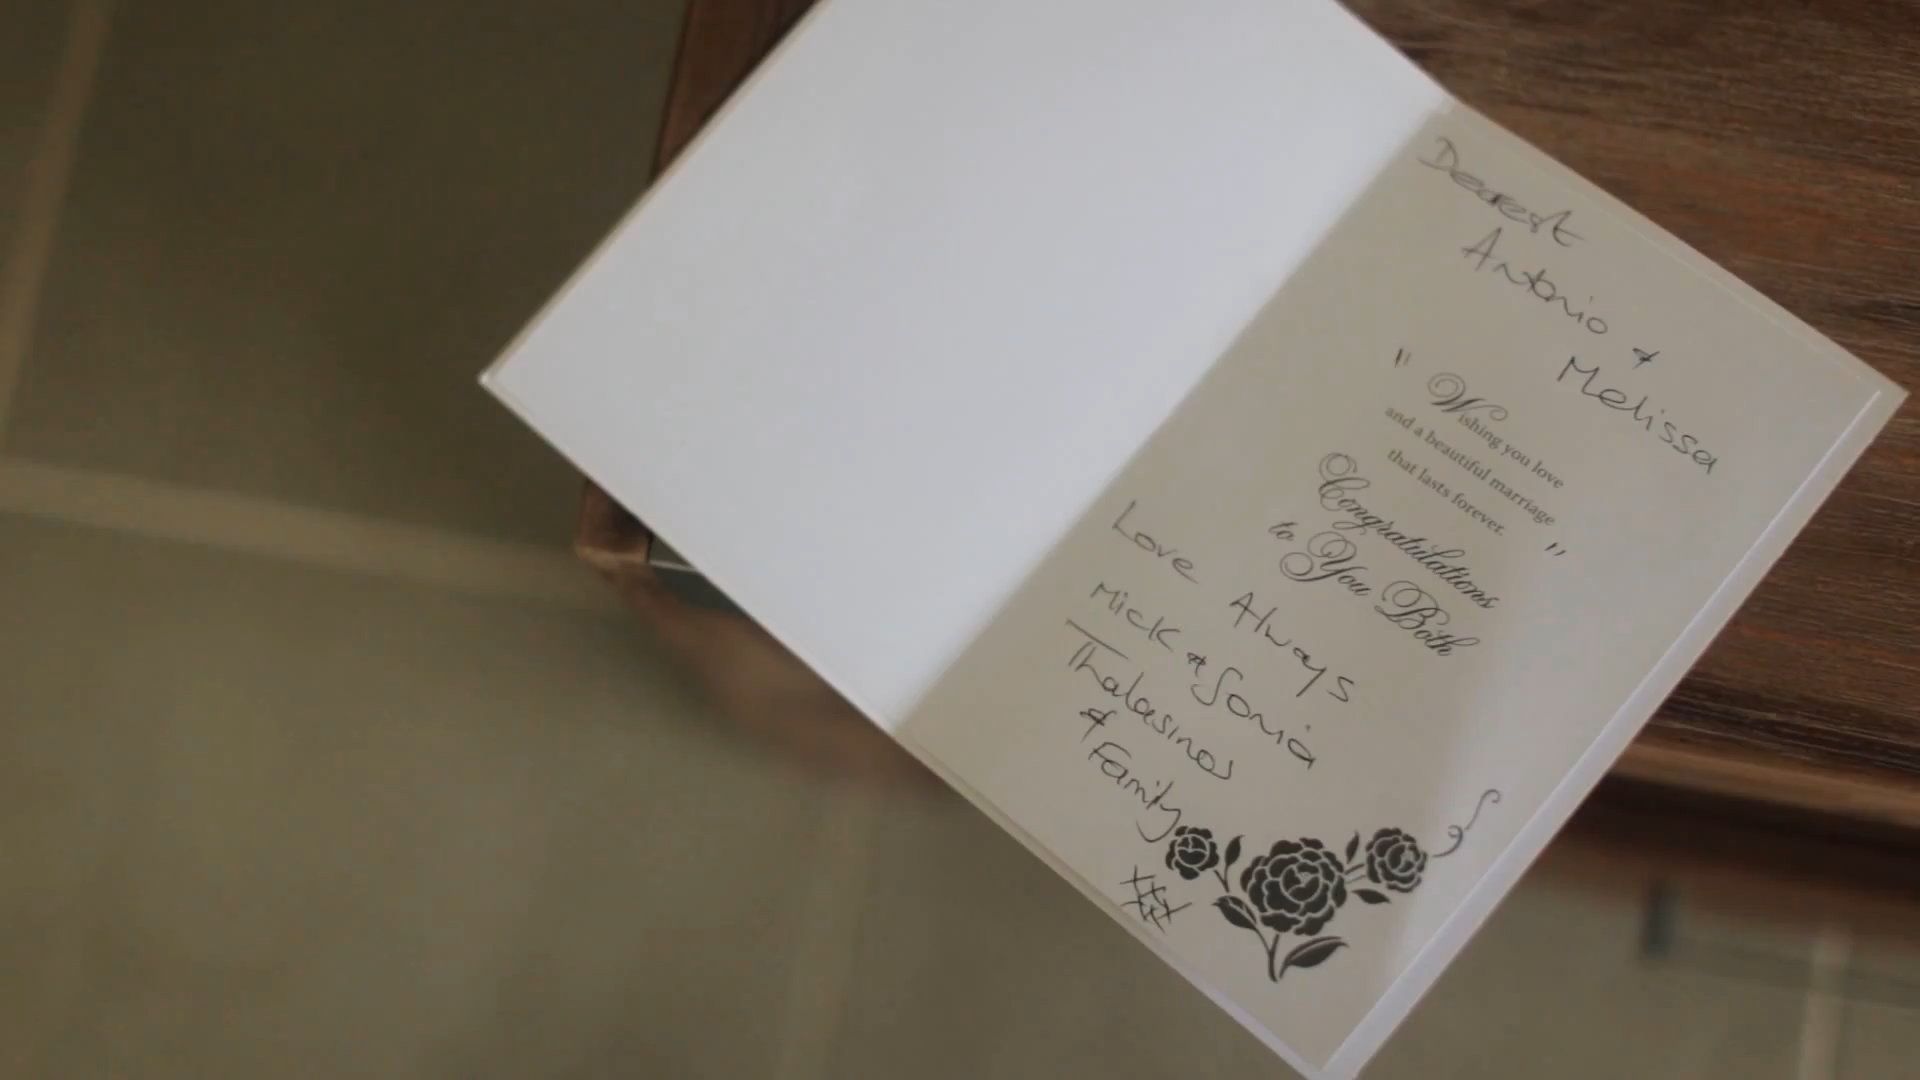 Dearest
Antonio &
Melissa
" Wishing you love
and a beautiful marriage
that lasts forever. "
Congratulations
to You Both
Love Always
Mick & Sonia
Thalasinos
& Family
xxx